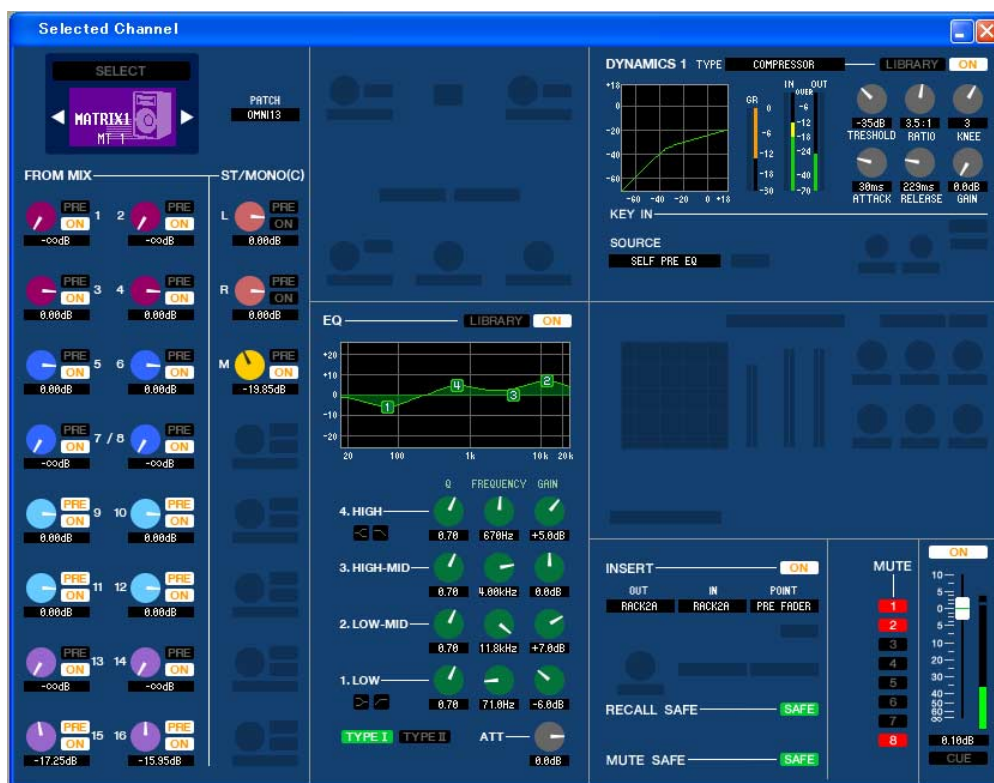 Selected Channel
SELECT
MATRIX1
MT 1
PATCH
OMNI13
FROM MIX
ST/MONO(C)
PRE
ON
1
-∞dB
2
PRE
ON
-∞dB
L
PRE
ON
0.00dB
PRE
ON
3
0.00dB
4
PRE
ON
0.00dB
R
PRE
ON
0.00dB
PRE
ON
5
0.00dB
6
PRE
ON
0.00dB
M
PRE
ON
-19.85dB
PRE
ON
7 / 8
-∞dB
PRE
ON
-∞dB
PRE
ON
9
0.00dB
10
PRE
ON
0.00dB
PRE
ON
11
0.00dB
12
PRE
ON
0.00dB
PRE
ON
13
-∞dB
14
PRE
ON
-∞dB
PRE
ON
15
-17.25dB
16
PRE
ON
-15.95dB
EQ
LIBRARY
ON
+20
+10
0
-10
-20
1
4
3
2
20 100 1k 10k 20k
Q FREQUENCY GAIN
4. HIGH
0.70 670Hz +5.0dB
3. HIGH-MID
0.70 4.00kHz 0.0dB
2. LOW-MID
0.70 11.8kHz +7.0dB
1. LOW
0.70 71.0Hz -6.0dB
TYPE I TYPE II ATT
0.0dB
DYNAMICS 1 TYPE COMPRESSOR LIBRARY ON
+18
0
-20
-40
-60
-60 -40 -20 0 +18
GR
0
-6
-12
-18
-30
IN OUT
OVER
-6
-12
-18
-24
-40
-70
-35dB 3.5:1 3
TRESHOLD RATIO KNEE
30ms 229ms 0.0dB
ATTACK RELEASE GAIN
KEY IN
SOURCE
SELF PRE EQ
INSERT ON
OUT IN POINT
RACK2A RACK2A PRE FADER
RECALL SAFE SAFE
MUTE SAFE SAFE
MUTE
1
2
3
4
5
6
7
8
ON
10
5
0
5
10
20
30
40
50
60
∞
0.10dB
CUE